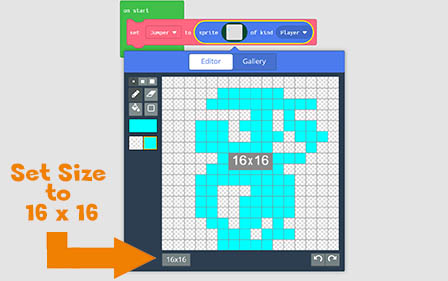 on start
set Jumper to sprite of kind Player
Editor Gallery
16x16
Set Size
to
16 x 16
16x16